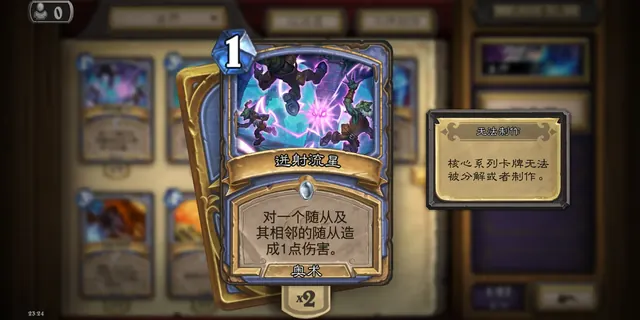 0
1
迸射流星
对一个随从及
其相邻的随从造
成1点伤害。
奥术
x2
无法制作
核心系列卡牌无法
被分解或者制作。
23:24